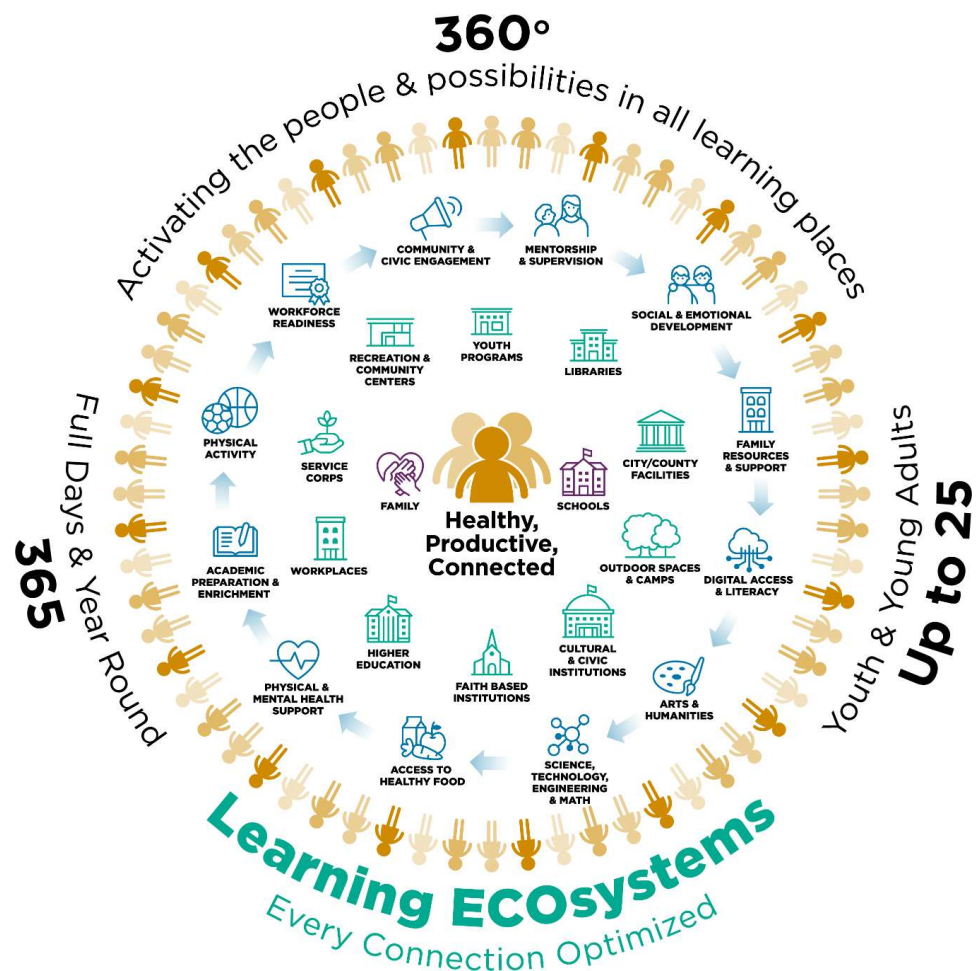 360°
Activating the people & possibilities in all learning places
COMMUNITY &
CIVIC ENGAGEMENT
MENTORSHIP
& SUPERVISION
SOCIAL & EMOTIONAL
DEVELOPMENT
FAMILY
RESOURCES
& SUPPORT
DIGITAL ACCESS
& LITERACY
ARTS &
HUMANITIES
SCIENCE,
TECHNOLOGY,
ENGINEERING
& MATH
ACCESS TO
HEALTHY FOOD
PHYSICAL &
MENTAL HEALTH
SUPPORT
ACADEMIC
PREPARATION &
ENRICHMENT
PHYSICAL
ACTIVITY
WORKFORCE
READINESS
RECREATION &
COMMUNITY
CENTERS
YOUTH
PROGRAMS
LIBRARIES
CITY/COUNTY
FACILITIES
OUTDOOR SPACES
& CAMPS
CULTURAL
& CIVIC
INSTITUTIONS
FAITH BASED
INSTITUTIONS
HIGHER
EDUCATION
WORKPLACES
SERVICE
CORPS
FAMILY
SCHOOLS
Healthy,
Productive,
Connected
Youth & Young Adults
Up to 25
Full Days & Year Round
365
Learning ECOsystems
Every Connection Optimized